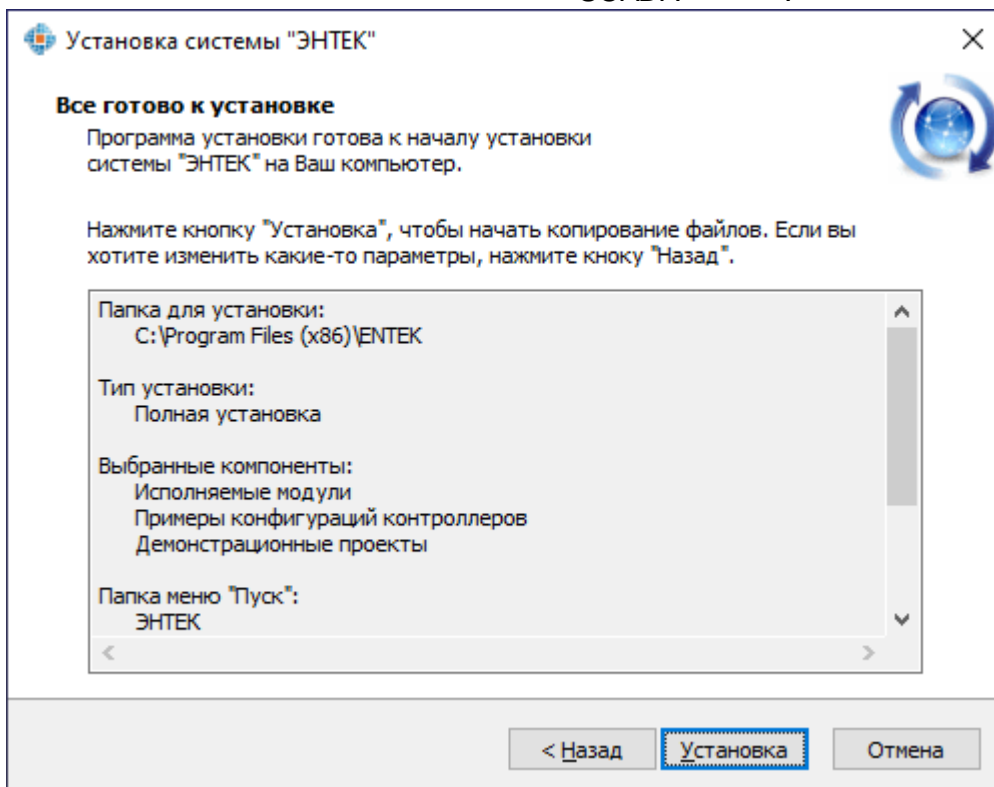 Установка системы "ЭНТЕК"
Все готово к установке
Программа установки готова к началу установки
системы "ЭНТЕК" на Ваш компьютер.
Нажмите кнопку "Установка", чтобы начать копирование файлов. Если вы
хотите изменить какие-то параметры, нажмите кноку "Назад".
Папка для установки:
C:\Program Files (x86)\ENTEK
Тип установки:
Полная установка
Выбранные компоненты:
Исполняемые модули
Примеры конфигураций контроллеров
Демонстрационные проекты
Папка меню "Пуск":
ЭНТЕК
< Назад Установка Отмена